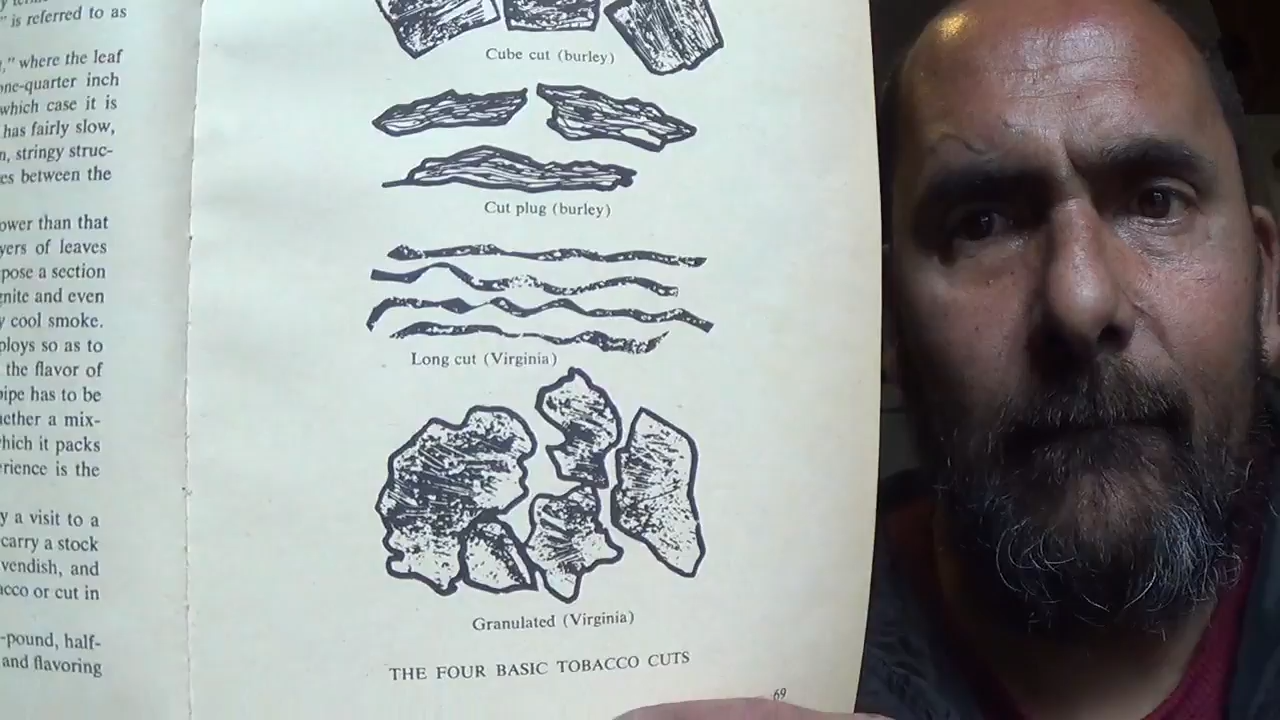 " is referred to as
," where the leaf
one-quarter inch
which case it is
has fairly slow,
n, stringy struc-
es between the
ower than that
yers of leaves
pose a section
gnite and even
y cool smoke.
ploys so as to
the flavor of
pipe has to be
hether a mix-
which it packs
erience is the
y a visit to a
carry a stock
vendish, and
acco or cut in
-pound, half-
and flavoring
Cube cut (burley)
Cut plug (burley)
Long cut (Virginia)
Granulated (Virginia)
THE FOUR BASIC TOBACCO CUTS
69